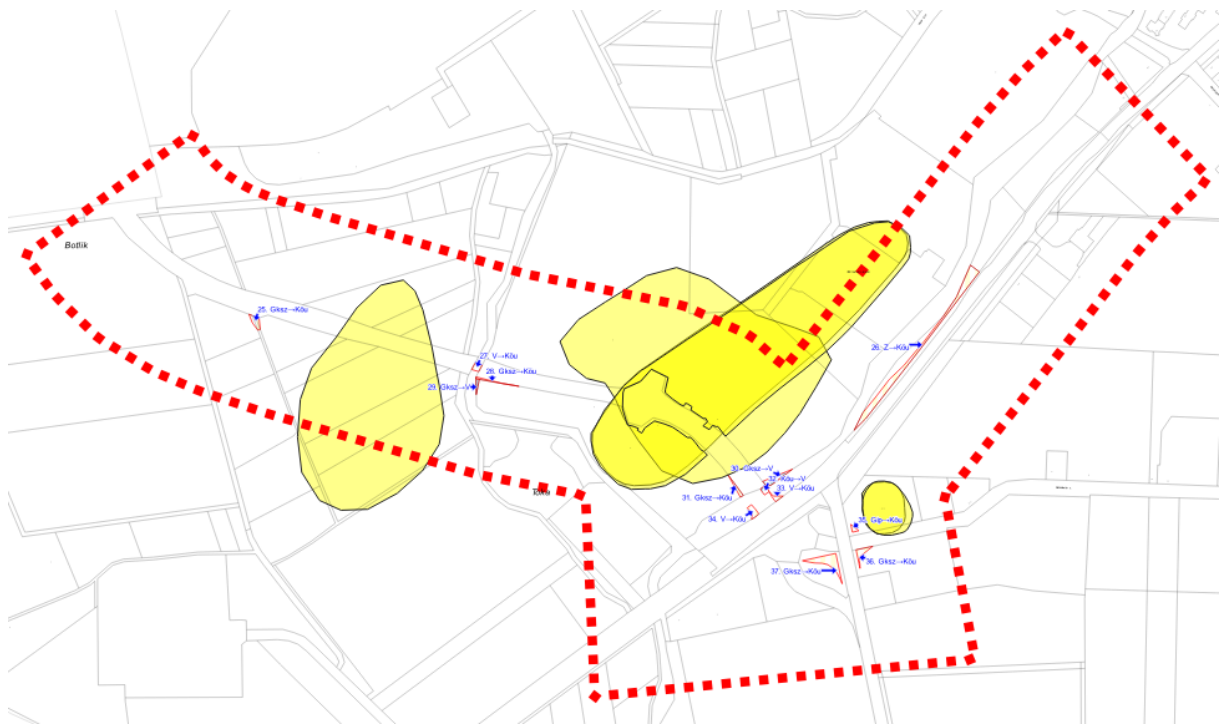 Botlik
25. Gksz→Köu
26. Z→Köu
27. V→Köu
28. Gksz→Köu
29. Gksz→V
30. Gksz→V
32. Köu→V
33. V→Köu
31. Gksz→Köu
34. V→Köu
35. Gip→Köu
36. Gksz→Köu
37. Gksz→Köu